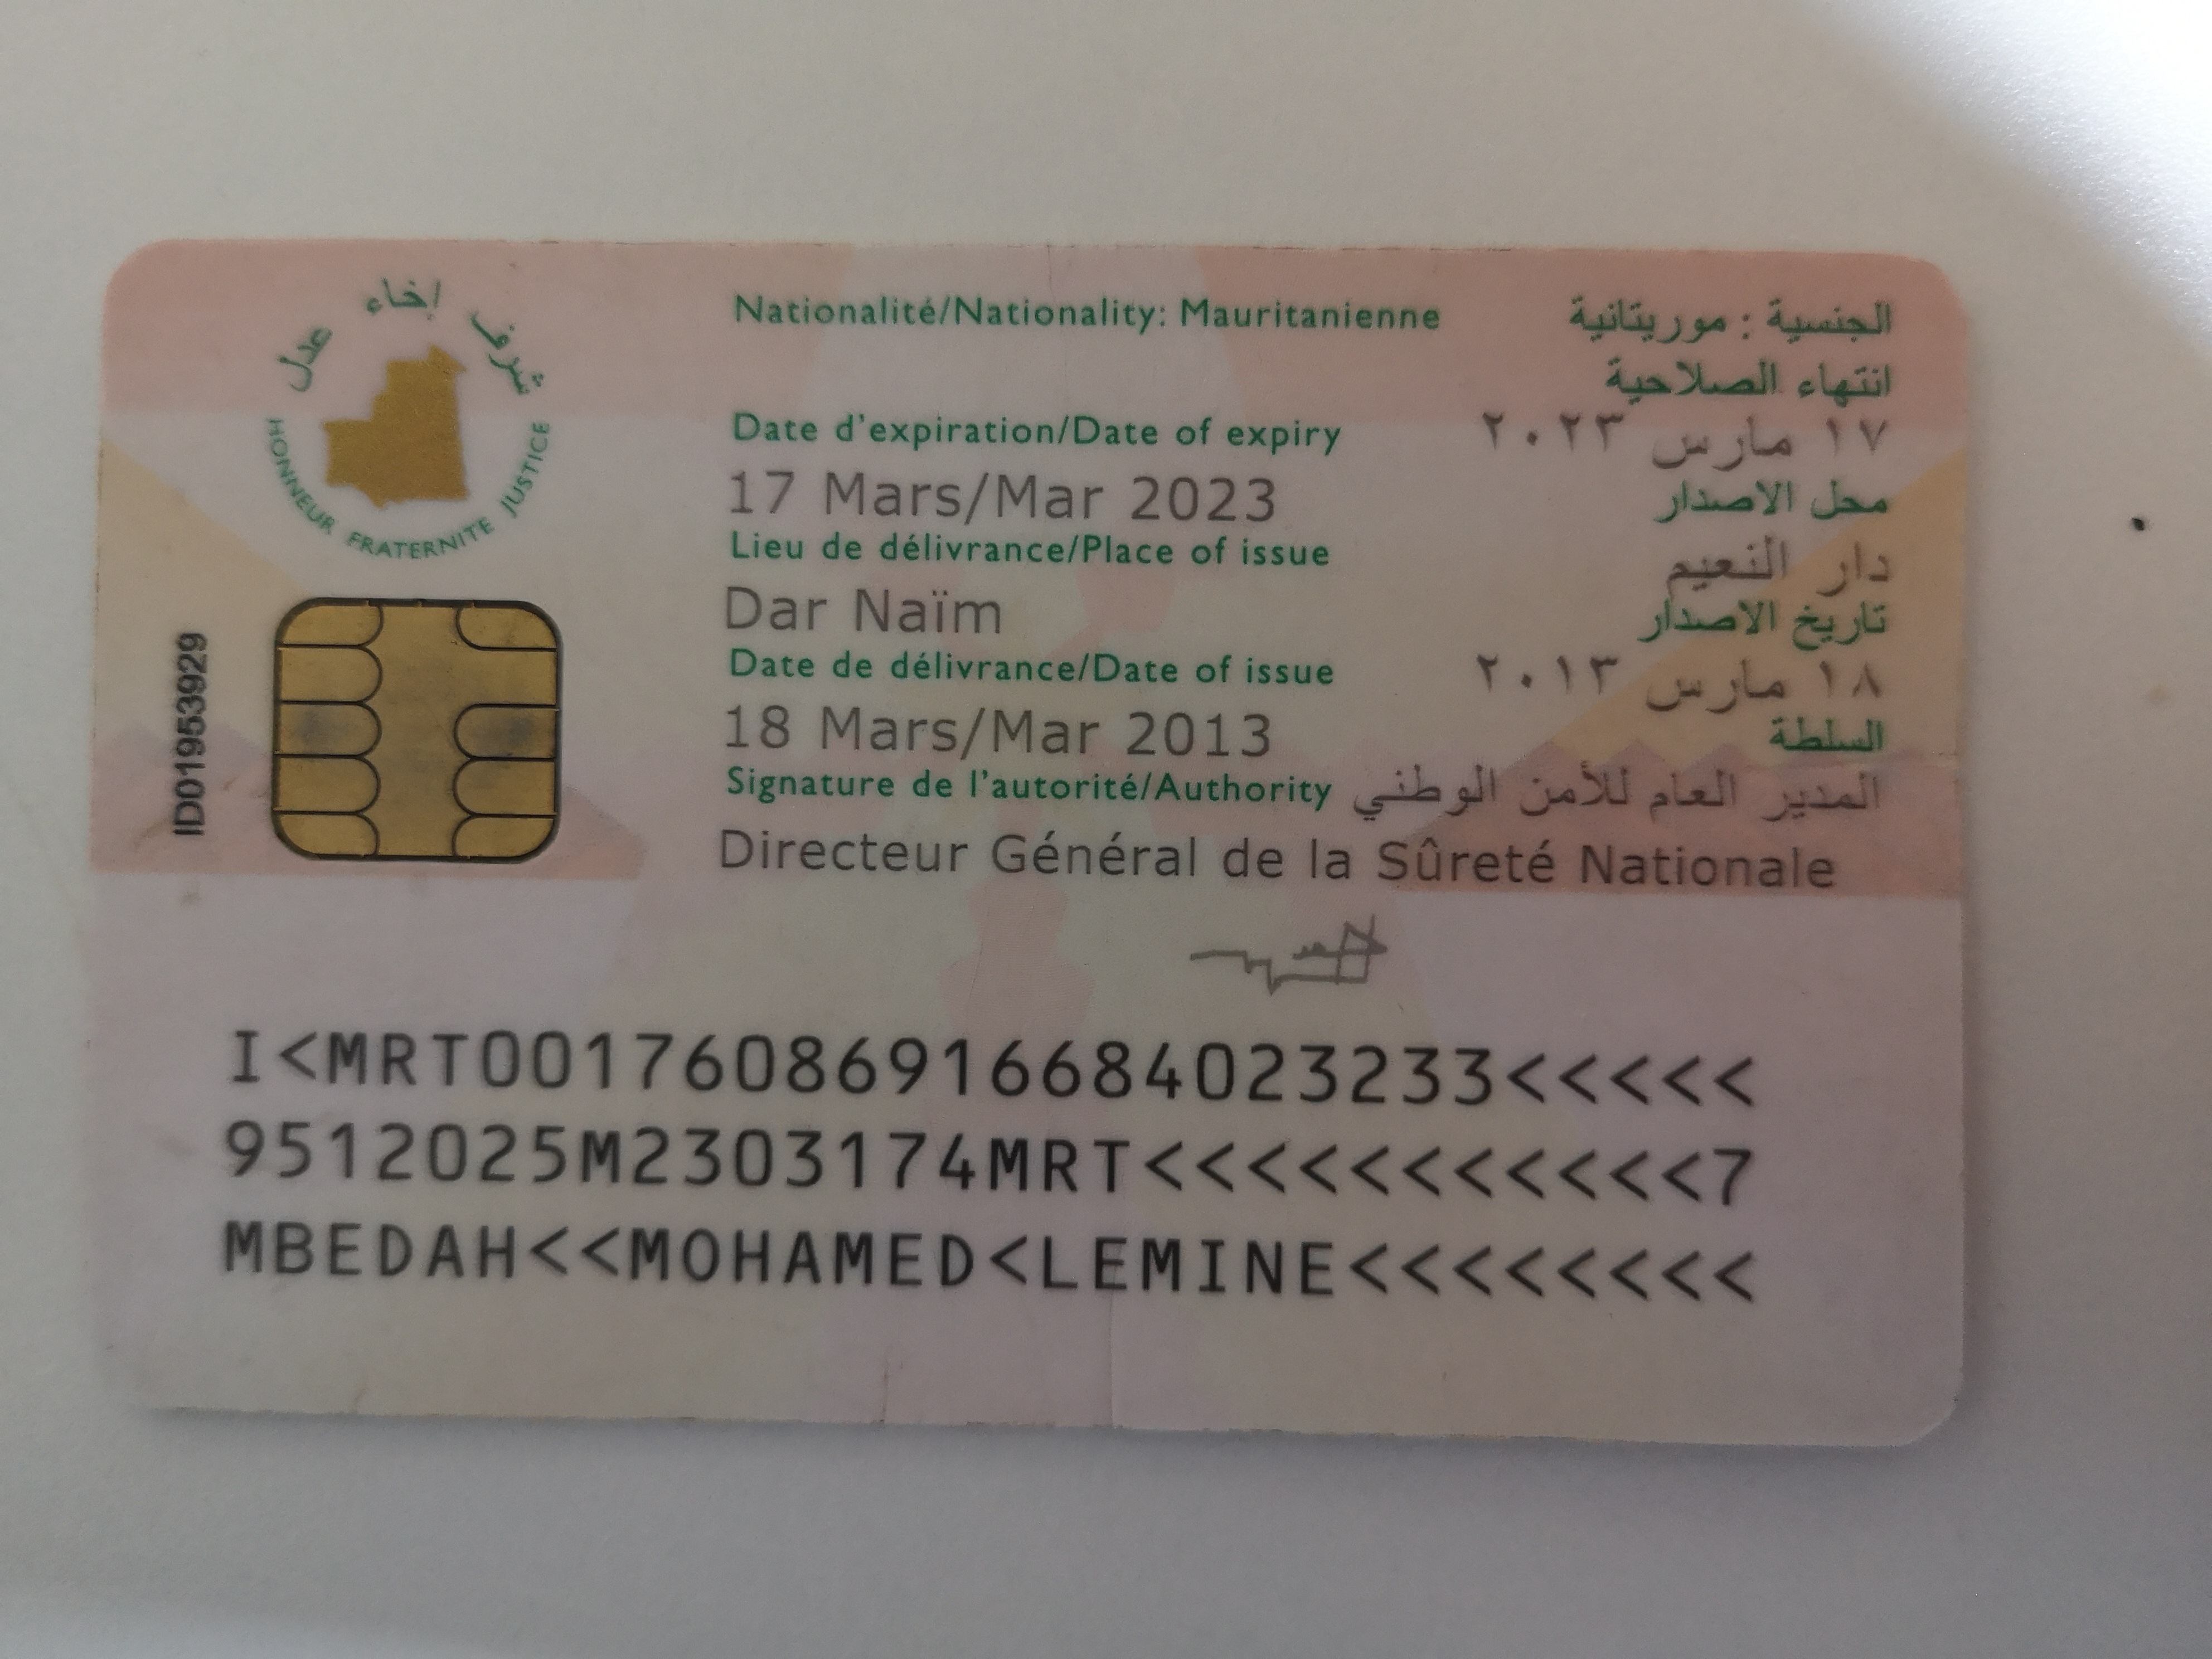 شرف إخاء عدل
HONNEUR FRATERNITE JUSTICE
ID01953929
Nationalité/Nationality: Mauritanienne الجنسية : موريتانية
انتهاء الصلاحية
Date d'expiration/Date of expiry ١٧ مارس ٢٠٢٣
17 Mars/Mar 2023 محل الاصدار
Lieu de délivrance/Place of issue دار النعيم
Dar Naïm تاريخ الاصدار
Date de délivrance/Date of issue ١٨ مارس ٢٠١٣
18 Mars/Mar 2013 السلطة
Signature de l'autorité/Authority المدير العام للأمن الوطني
Directeur Général de la Sûreté Nationale
I<MRT00176086916684023233<<<<<
9512025M2303174MRT<<<<<<<<<<<7
MBEDAH<<MOHAMED<LEMINE<<<<<<<<